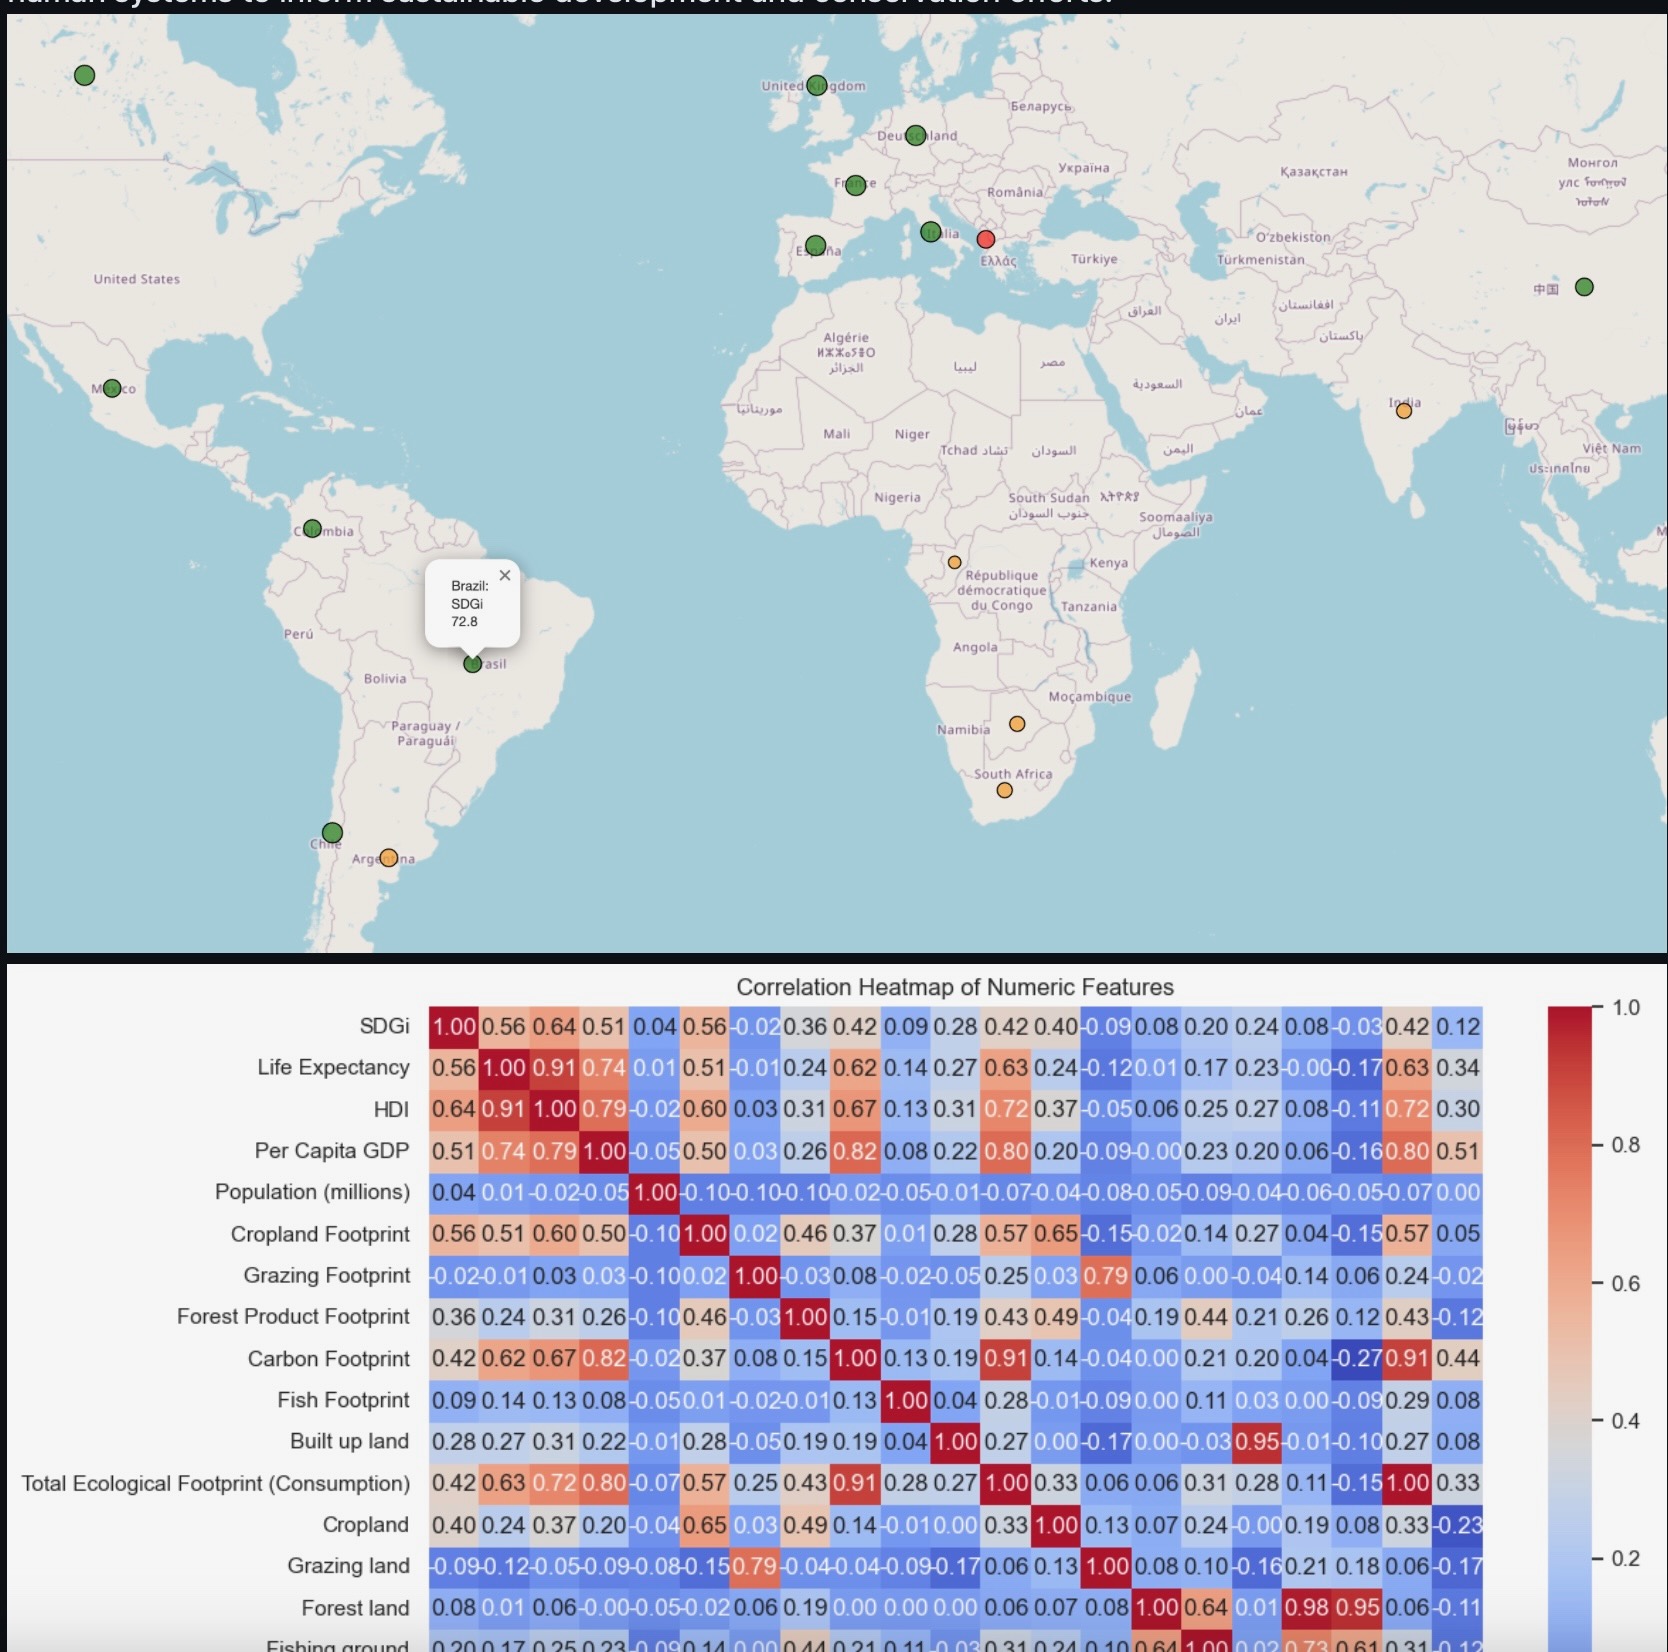 human systems to inform sustainable development and conservation efforts.
United Kingdom
Беларусь
Deutschland
Україна
France
România
Қазақстан
Монгол
улс
Italia
España
Ελλάς
Türkiye
O'zbekiston
Türkmenistan
United States
中国
افغانستان
العراق
ایران
پاکستان
Algérie
ⵍⵣⵣⴰⵢⴻⵔ
الجزائر
ليبيا
مصر
السعودية
México
موريتانيا
عمان
India
Mali
Niger
Tchad تشاد
السودان
اليمن
Việt Nam
ประเทศไทย
Nigeria
South Sudan
جنوب السودان
Soomaaliya
الصومال
Colombia
Kenya
République
démocratique
du Congo
Tanzania
Brazil:
SDGi
72.8
Perú
Angola
Brasil
Bolivia
Moçambique
Paraguay /
Paraguái
Namibia
South Africa
Chile
Argentina
Correlation Heatmap of Numeric Features
SDGi 1.00 0.56 0.64 0.51 0.04 0.56 -0.02 0.36 0.42 0.09 0.28 0.42 0.40 -0.09 0.08 0.20 0.24 0.08 -0.03 0.42 0.12 1.0
Life Expectancy 0.56 1.00 0.91 0.74 0.01 0.51 -0.01 0.24 0.62 0.14 0.27 0.63 0.24 -0.12 0.01 0.17 0.23 -0.00 -0.17 0.63 0.34
HDI 0.64 0.91 1.00 0.79 -0.02 0.60 0.03 0.31 0.67 0.13 0.31 0.72 0.37 -0.05 0.06 0.25 0.27 0.08 -0.11 0.72 0.30
Per Capita GDP 0.51 0.74 0.79 1.00 -0.05 0.50 0.03 0.26 0.82 0.08 0.22 0.80 0.20 -0.09 -0.00 0.23 0.20 0.06 -0.16 0.80 0.51 0.8
Population (millions) 0.04 0.01 -0.02 -0.05 1.00 -0.10 -0.10 -0.10 -0.02 -0.05 -0.01 -0.07 -0.04 -0.08 -0.05 -0.09 -0.04 -0.06 -0.05 -0.07 0.00
Cropland Footprint 0.56 0.51 0.60 0.50 -0.10 1.00 0.02 0.46 0.37 0.01 0.28 0.57 0.65 -0.15 -0.02 0.14 0.27 0.04 -0.15 0.57 0.05
Grazing Footprint -0.02 -0.01 0.03 0.03 -0.10 0.02 1.00 -0.03 0.08 -0.02 -0.05 0.25 0.03 0.79 0.06 0.00 -0.04 0.14 0.06 0.24 -0.02 0.6
Forest Product Footprint 0.36 0.24 0.31 0.26 -0.10 0.46 -0.03 1.00 0.15 -0.01 0.19 0.43 0.49 -0.04 0.19 0.44 0.21 0.26 0.12 0.43 -0.12
Carbon Footprint 0.42 0.62 0.67 0.82 -0.02 0.37 0.08 0.15 1.00 0.13 0.19 0.91 0.14 -0.04 0.00 0.21 0.20 0.04 -0.27 0.91 0.44
Fish Footprint 0.09 0.14 0.13 0.08 -0.05 0.01 -0.02 -0.01 0.13 1.00 0.04 0.28 -0.01 -0.09 0.00 0.11 0.03 0.00 -0.09 0.29 0.08 0.4
Built up land 0.28 0.27 0.31 0.22 -0.01 0.28 -0.05 0.19 0.19 0.04 1.00 0.27 0.00 -0.17 0.00 -0.03 0.95 -0.01 -0.10 0.27 0.08
Total Ecological Footprint (Consumption) 0.42 0.63 0.72 0.80 -0.07 0.57 0.25 0.43 0.91 0.28 0.27 1.00 0.33 0.06 0.06 0.31 0.28 0.11 -0.15 1.00 0.33
Cropland 0.40 0.24 0.37 0.20 -0.04 0.65 0.03 0.49 0.14 -0.01 0.00 0.33 1.00 0.13 0.07 0.24 -0.00 0.19 0.08 0.33 -0.23
Grazing land -0.09 -0.12 -0.05 -0.09 -0.08 -0.15 0.79 -0.04 -0.04 -0.09 -0.17 0.06 0.13 1.00 0.08 0.10 -0.16 0.21 0.18 0.06 -0.17 0.2
Forest land 0.08 0.01 0.06 -0.00 -0.05 -0.02 0.06 0.19 0.00 0.00 0.00 0.06 0.07 0.08 1.00 0.64 0.01 0.98 0.95 0.06 -0.11
Fishing ground 0.20 0.17 0.25 0.23 -0.09 0.14 0.00 0.44 0.21 0.11 -0.03 0.31 0.24 0.10 0.64 1.00 0.02 0.73 0.61 0.31 -0.12